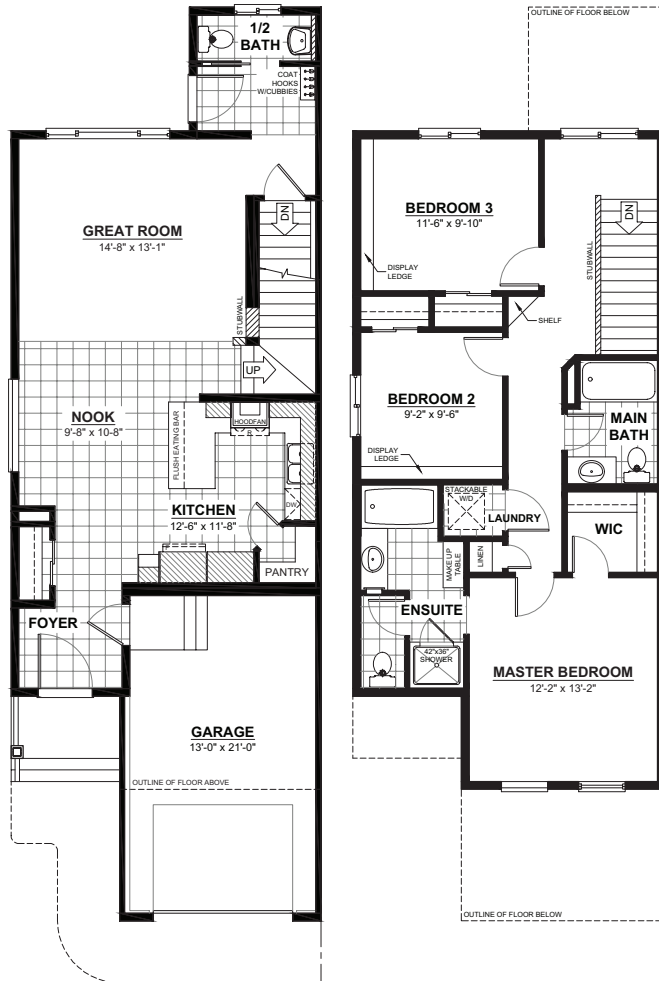 1/2
BATH
COAT
HOOKS
W/CUBBIES
GREAT ROOM
14'-8" x 13'-1"
DN
STUBWALL
UP
NOOK
9'-8" x 10'-8"
FLUSH EATING BAR
HOODFAN
R
KITCHEN
12'-6" x 11'-8"
DW
PANTRY
FOYER
GARAGE
13'-0" x 21'-0"
OUTLINE OF FLOOR ABOVE
OUTLINE OF FLOOR BELOW
BEDROOM 3
11'-6" x 9'-10"
DISPLAY
LEDGE
STUBWALL
DN
SHELF
BEDROOM 2
9'-2" x 9'-6"
DISPLAY
LEDGE
MAIN
BATH
STACKABLE
W/D
LAUNDRY
WIC
LINEN
MAKE UP
TABLE
ENSUITE
42"x36"
SHOWER
MASTER BEDROOM
12'-2" x 13'-2"
OUTLINE OF FLOOR BELOW